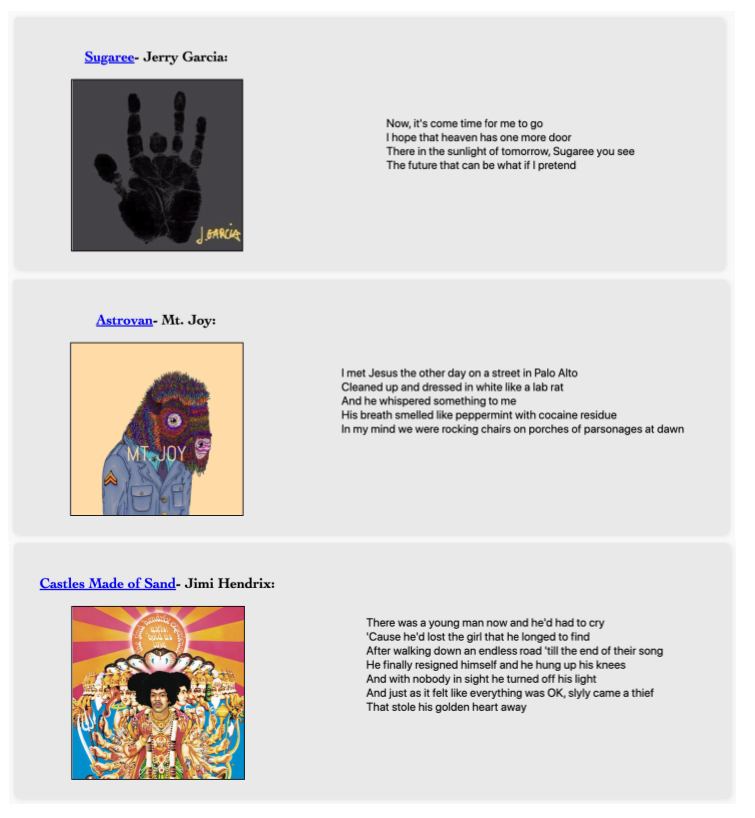 Sugaree- Jerry Garcia:
J.GARCIA
Now, it's come time for me to go
I hope that heaven has one more door
There in the sunlight of tomorrow, Sugaree you see
The future that can be what if I pretend
Astrovan- Mt. Joy:
MT. JOY
I met Jesus the other day on a street in Palo Alto
Cleaned up and dressed in white like a lab rat
And he whispered something to me
His breath smelled like peppermint with cocaine residue
In my mind we were rocking chairs on porches of parsonages at dawn
Castles Made of Sand- Jimi Hendrix:
There was a young man now and he'd had to cry
'Cause he'd lost the girl that he longed to find
After walking down an endless road 'till the end of their song
He finally resigned himself and he hung up his knees
And with nobody in sight he turned off his light
And just as it felt like everything was OK, slyly came a thief
That stole his golden heart away